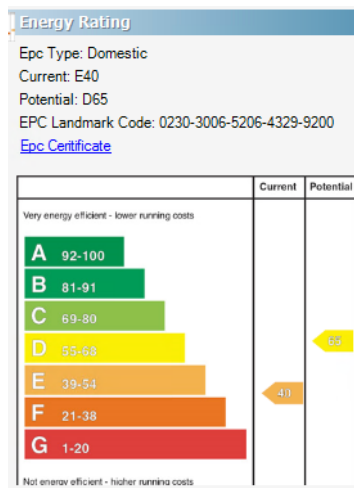 Energy Rating
Epc Type: Domestic
Current: E40
Potential: D65
EPC Landmark Code: 0230-3006-5206-4329-9200
Epc Ceritificate
Current Potential
Very energy efficient - lower running costs
A 92-100
B 81-91
C 69-80
D 55-68
65
E 39-54
40
F 21-38
G 1-20
Not energy efficient - higher running costs